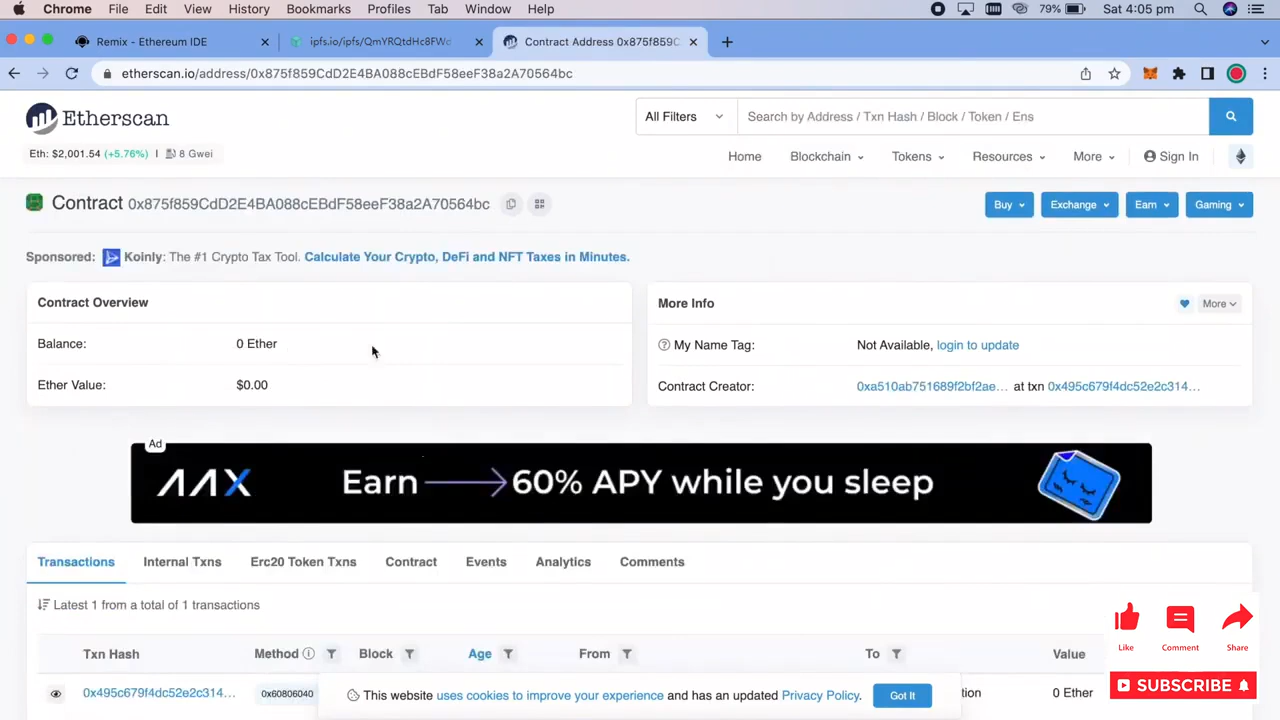 Chrome File Edit View History Bookmarks Profiles Tab Window Help 79% Sat 4:05 pm
Remix - Ethereum IDE ipfs.io/ipfs/QmYRQtdHc8FWd Contract Address 0x875f859C
etherscan.io/address/0x875f859CdD2E4BA088cEBdF58eeF38a2A70564bc
Etherscan
All Filters Search by Address / Txn Hash / Block / Token / Ens
Eth: $2,001.54 (+5.76%) | 8 Gwei
Home Blockchain Tokens Resources More Sign In
Contract 0x875f859CdD2E4BA088cEBdF58eeF38a2A70564bc
Buy Exchange Earn Gaming
Sponsored: Koinly: The #1 Crypto Tax Tool. Calculate Your Crypto, DeFi and NFT Taxes in Minutes.
Contract Overview
Balance: 0 Ether
Ether Value: $0.00
More Info More
My Name Tag: Not Available, login to update
Contract Creator: 0xa510ab751689f2bf2ae... at txn 0x495c679f4dc52e2c314...
Ad
AAX Earn 60% APY while you sleep
Transactions Internal Txns Erc20 Token Txns Contract Events Analytics Comments
Latest 1 from a total of 1 transactions
Txn Hash Method Block Age From To Value
0x495c679f4dc52e2c314... 0x60806040 0 Ether
This website uses cookies to improve your experience and has an updated Privacy Policy. Got It
Like Comment Share
SUBSCRIBE